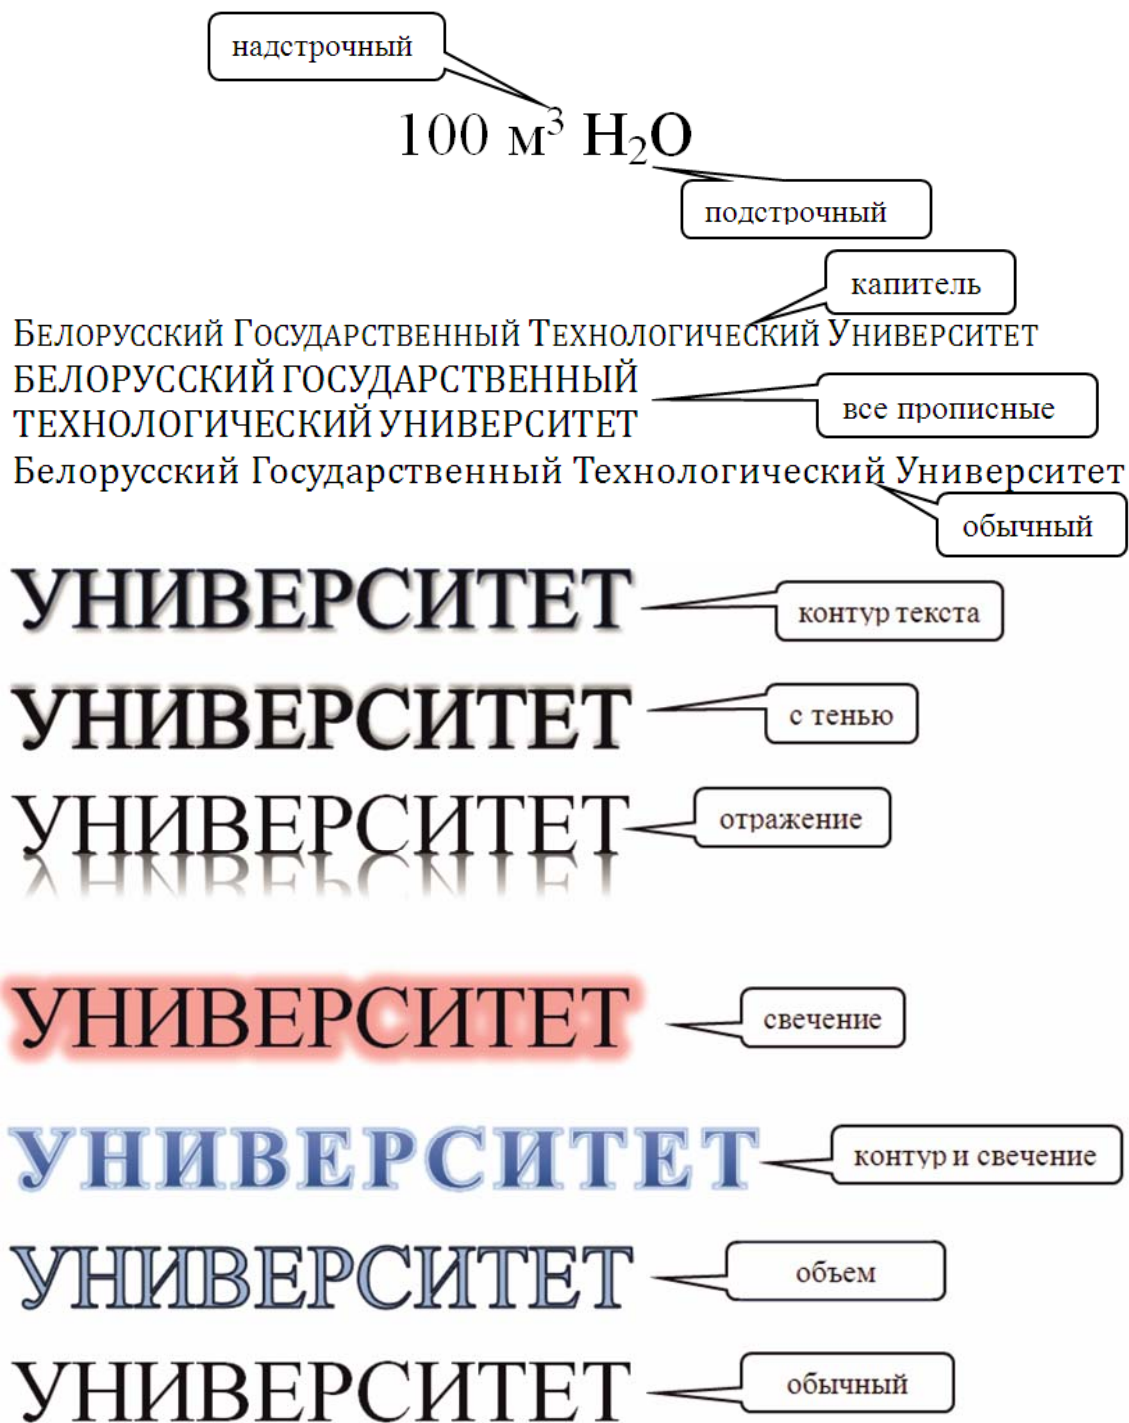 надстрочный
100 м³ H₂O
подстрочный
капитель
Белорусский Государственный Технологический Университет
БЕЛОРУССКИЙ ГОСУДАРСТВЕННЫЙ
ТЕХНОЛОГИЧЕСКИЙ УНИВЕРСИТЕТ
все прописные
Белорусский Государственный Технологический Университет
обычный
УНИВЕРСИТЕТ
контур текста
УНИВЕРСИТЕТ
с тенью
УНИВЕРСИТЕТ
отражение
УНИВЕРСИТЕТ
свечение
УНИВЕРСИТЕТ
контур и свечение
УНИВЕРСИТЕТ
объем
УНИВЕРСИТЕТ
обычный